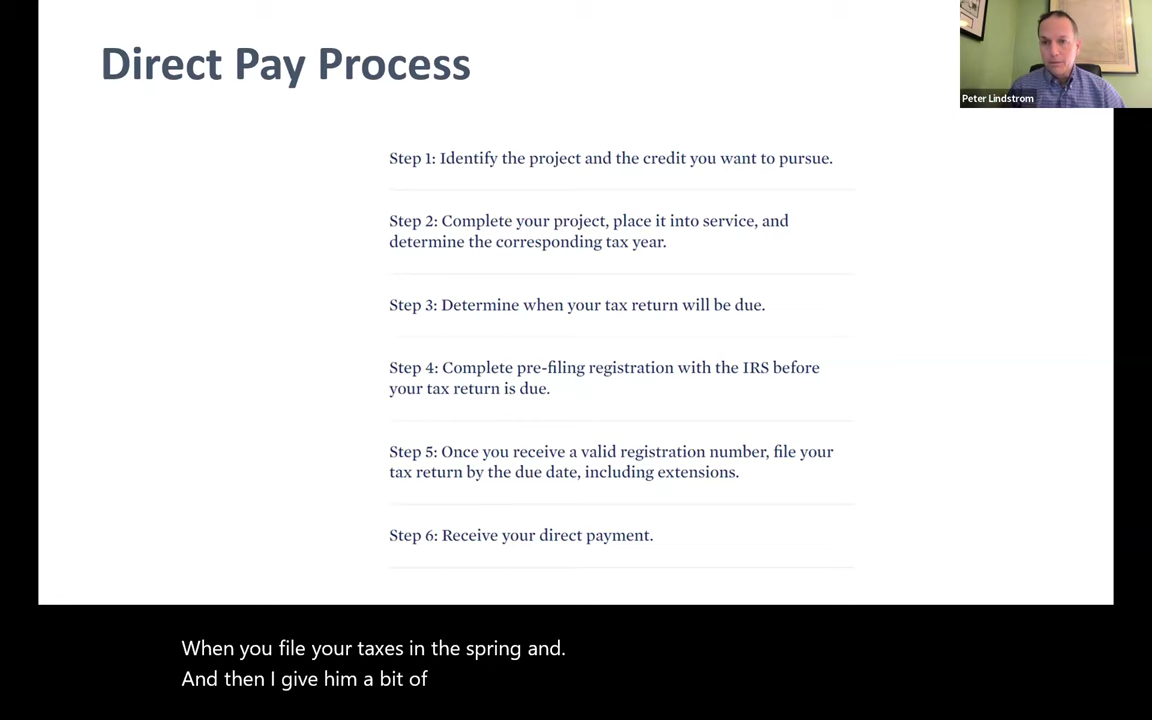 Direct Pay Process
Peter Lindstrom
Step 1: Identify the project and the credit you want to pursue.
Step 2: Complete your project, place it into service, and
determine the corresponding tax year.
Step 3: Determine when your tax return will be due.
Step 4: Complete pre-filing registration with the IRS before
your tax return is due.
Step 5: Once you receive a valid registration number, file your
tax return by the due date, including extensions.
Step 6: Receive your direct payment.
When you file your taxes in the spring and.
And then I give him a bit of